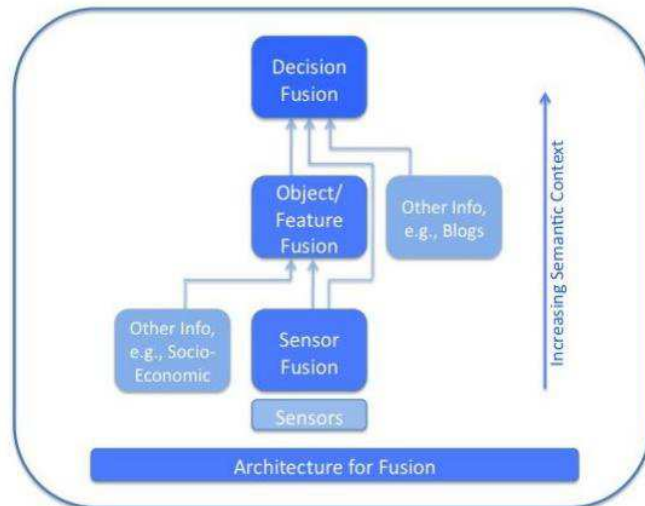 Decision
Fusion
Object/
Feature
Fusion
Other Info,
e.g., Blogs
Increasing Semantic Context
Other Info,
e.g., Socio-
Economic
Sensor
Fusion
Sensors
Architecture for Fusion